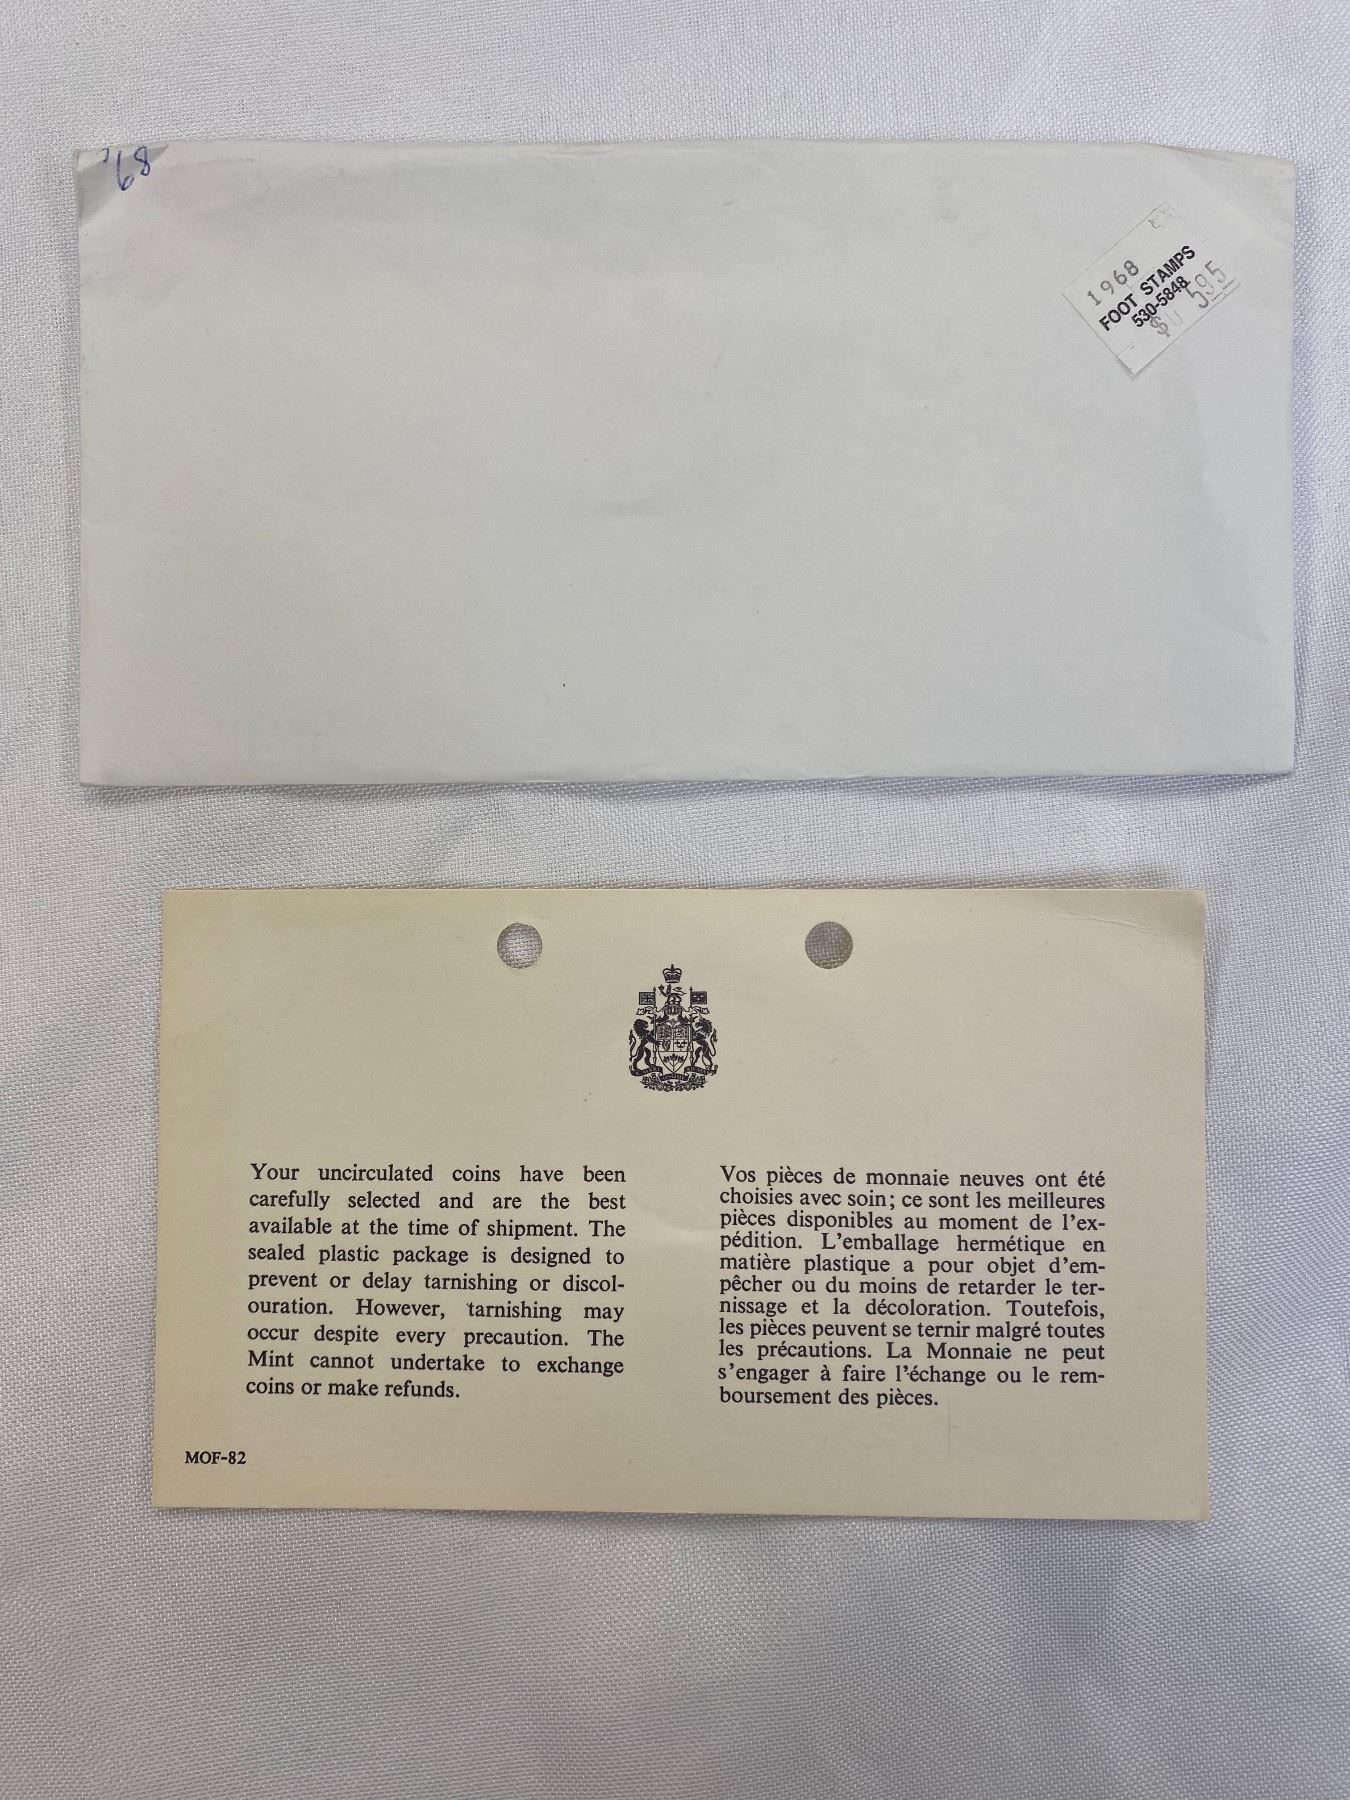 '68
1968
FOOT STAMPS
530-5848
595
Your uncirculated coins have been
carefully selected and are the best
available at the time of shipment. The
sealed plastic package is designed to
prevent or delay tarnishing or discol-
ouration. However, tarnishing may
occur despite every precaution. The
Mint cannot undertake to exchange
coins or make refunds.
Vos pièces de monnaie neuves ont été
choisies avec soin; ce sont les meilleures
pièces disponibles au moment de l'ex-
pédition. L'emballage hermétique en
matière plastique a pour objet d'em-
pêcher ou du moins de retarder le ter-
nissage et la décoloration. Toutefois,
les pièces peuvent se ternir malgré toutes
les précautions. La Monnaie ne peut
s'engager à faire l'échange ou le rem-
boursement des pièces.
MOF-82